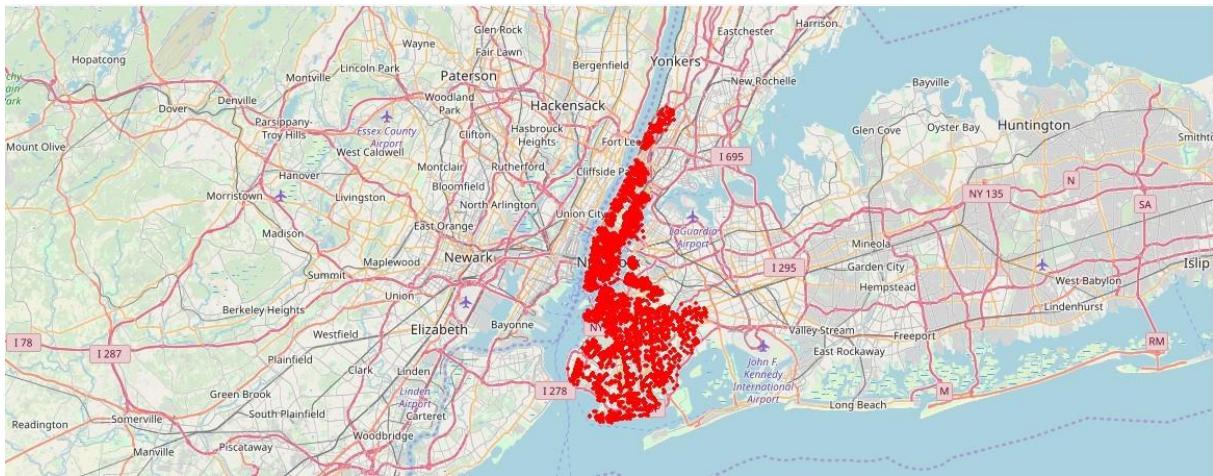 Harrison
Glen Rock
Eastchester
Hopatcong
Wayne
Fair Lawn
Bergenfield
Yonkers
Lincoln Park
Montville
Paterson
New Rochelle
Bayville
Denville
Woodland Park
Hackensack
Dover
Parsippany-Troy Hills
Essex County Airport
Clifton
Hasbrouck Heights
Glen Cove
Oyster Bay
Huntington
Smithto
Mount Olive
West Caldwell
Fort Lee
I 695
Hanover
Montclair
Rutherford
Cliffside Pa
N
Morristown
Livingston
Bloomfield
NY 135
SA
North Arlington
Union City
LaGuardia Airport
East Orange
Madison
Mineola
Maplewood
Newark
N
I 295
Garden City
Islip
Summit
Hempstead
West Babylon
Union
Berkeley Heights
Lindenhurst
Elizabeth
Bayonne
NY
Valley Stream
Freeport
I 78
Westfield
RM
I 287
Plainfield
East Rockaway
Clark
Linden
John F. Kennedy International Airport
I 278
M
Green Brook
Linden Airport
Long Beach
Somerville
South Plainfield
Carteret
Readington
Woodbridge
Manville
Piscataway